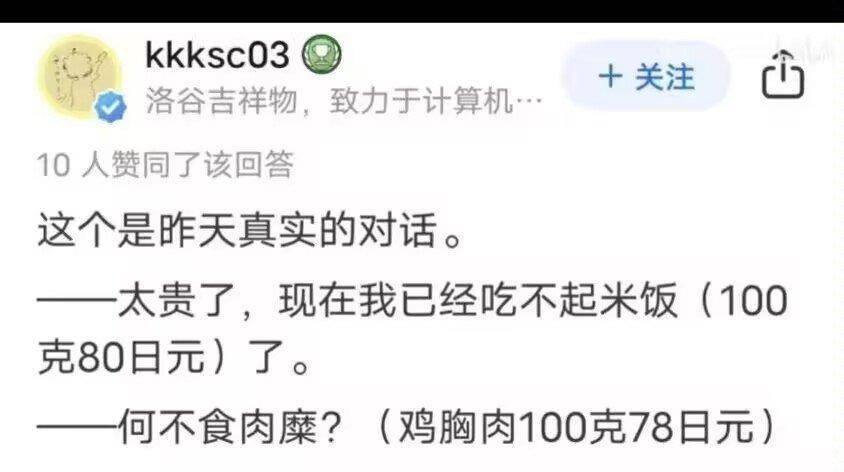 kkksc03
洛谷吉祥物，致力于计算机…
+ 关注
10 人赞同了该回答
这个是昨天真实的对话。
——太贵了，现在我已经吃不起米饭（100
克80日元）了。
——何不食肉糜？（鸡胸肉100克78日元）